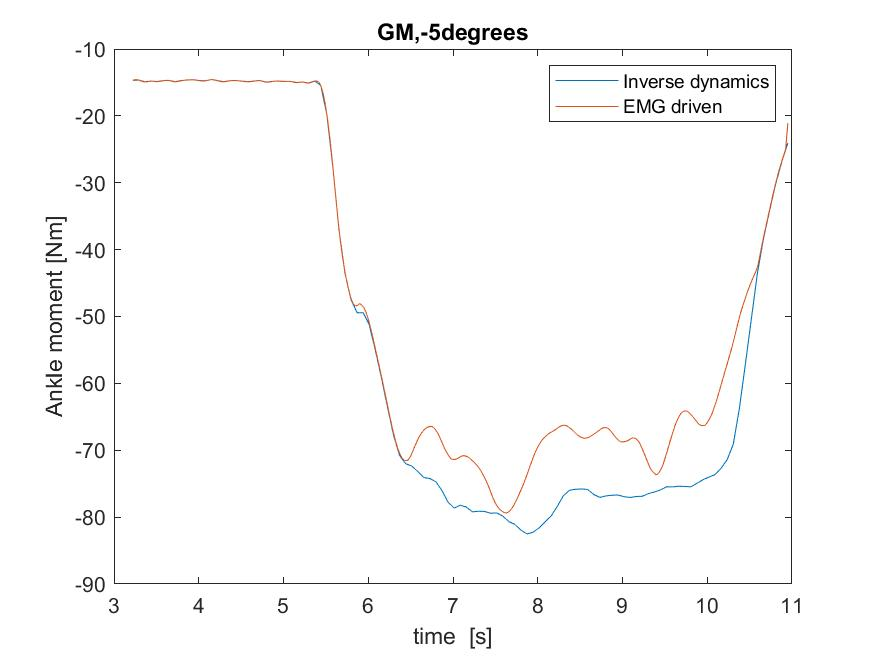 GM,-5degrees
-10
-20
-30
-40
-50
-60
-70
-80
-90
Ankle moment [Nm]
Inverse dynamics
EMG driven
3 4 5 6 7 8 9 10 11
time [s]